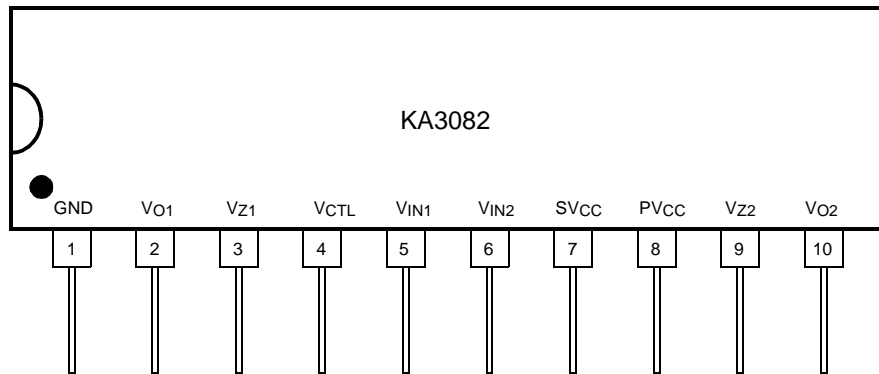 KA3082
GND VO1 VZ1 VCTL VIN1 VIN2 SVCC PVCC VZ2 VO2
1 2 3 4 5 6 7 8 9 10